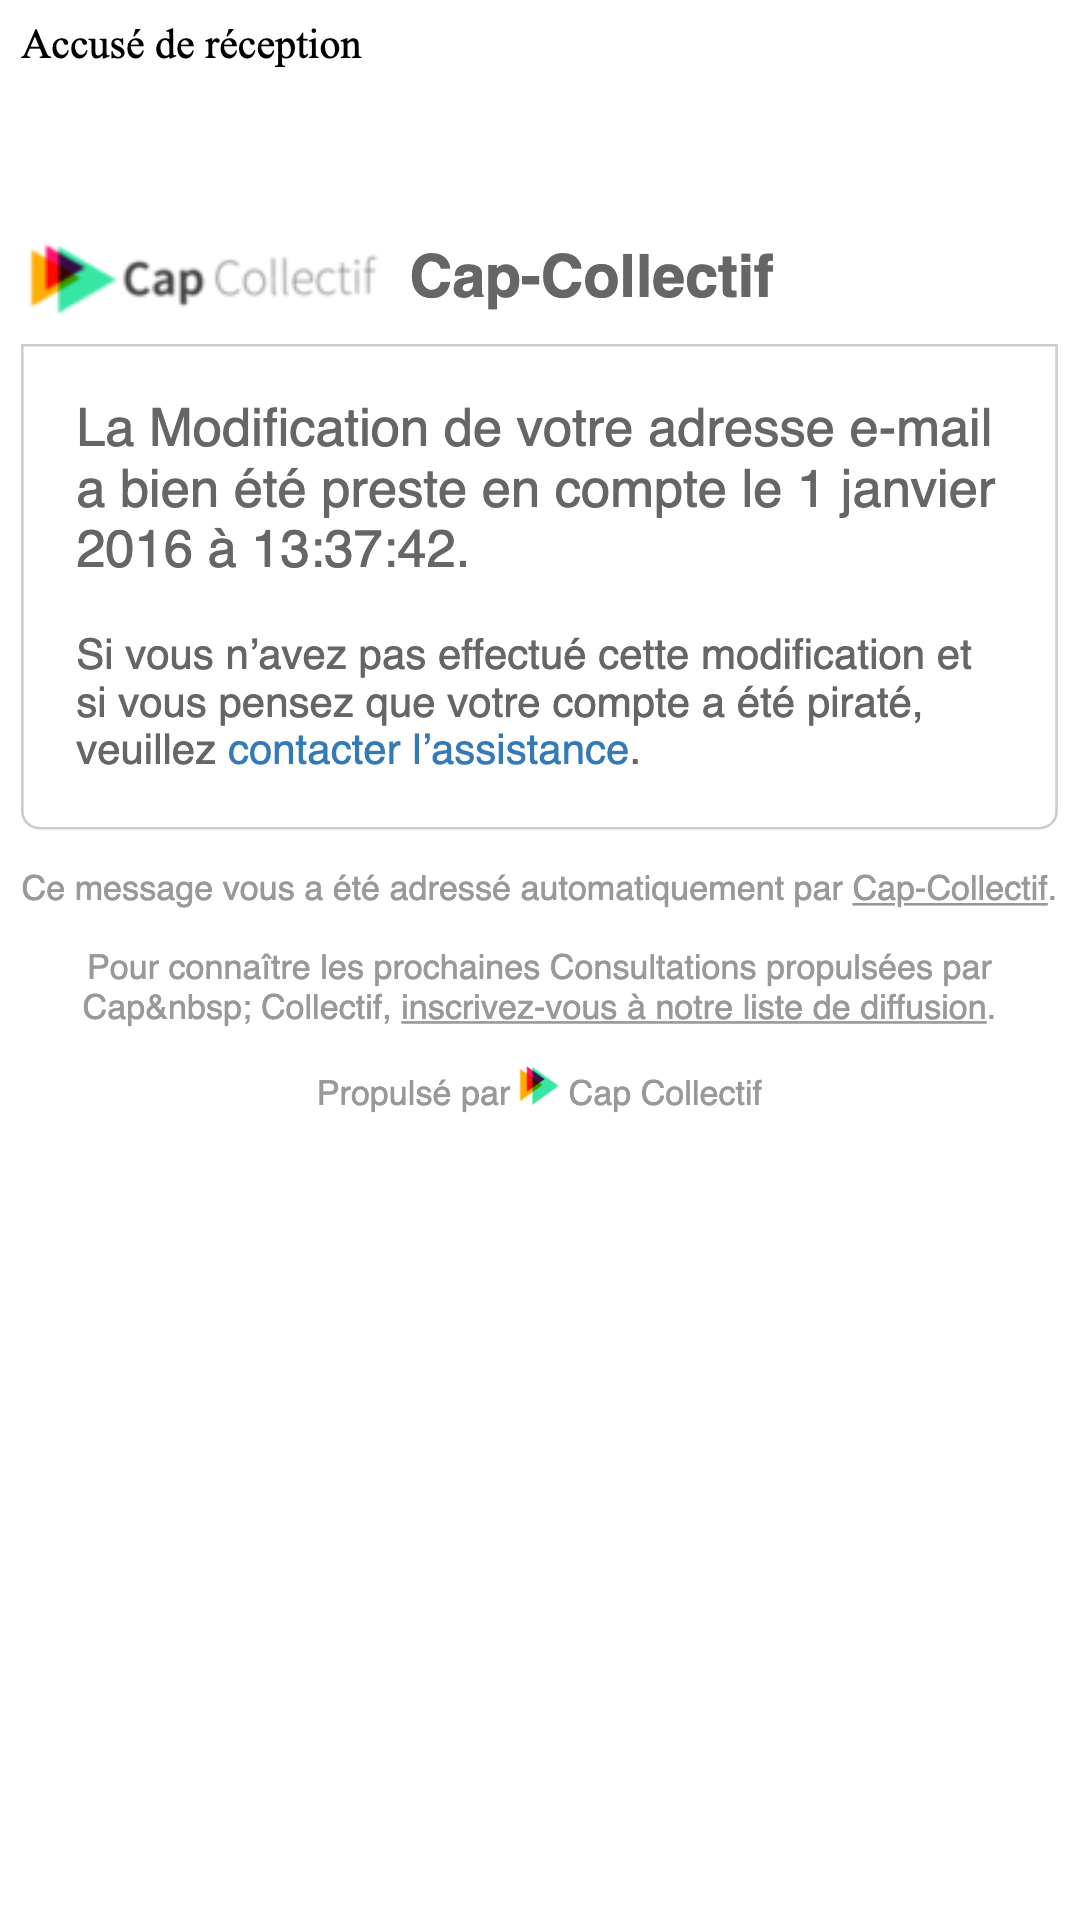 Accusé de réception
Cap Collectif Cap-Collectif
La Modification de votre adresse e-mail
a bien été preste en compte le 1 janvier
2016 à 13:37:42.
Si vous n’avez pas effectué cette modification et
si vous pensez que votre compte a été piraté,
veuillez contacter l’assistance.
Ce message vous a été adressé automatiquement par Cap-Collectif.
Pour connaître les prochaines Consultations propulsées par
Cap&nbsp; Collectif, inscrivez-vous à notre liste de diffusion.
Propulsé par Cap Collectif